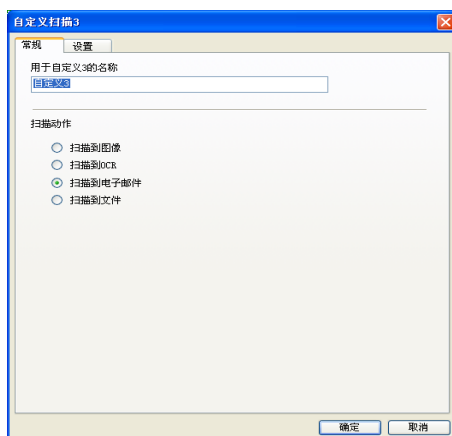 自定义扫描3
常规 设置
用于自定义3的名称
自定义3
扫描动作
扫描到图像
扫描到OCR
扫描到电子邮件
扫描到文件
确定 取消